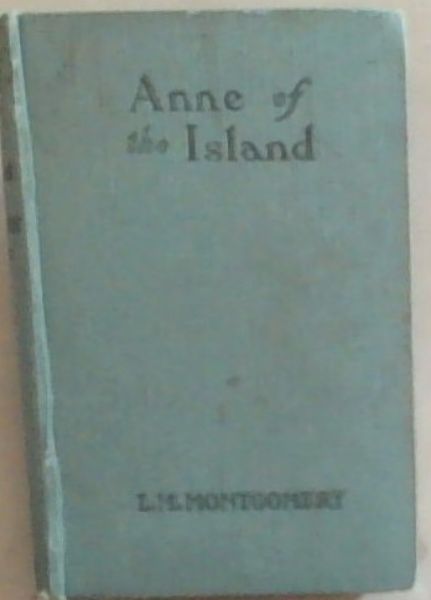 Anne of
the Island
L.M. MONTGOMERY